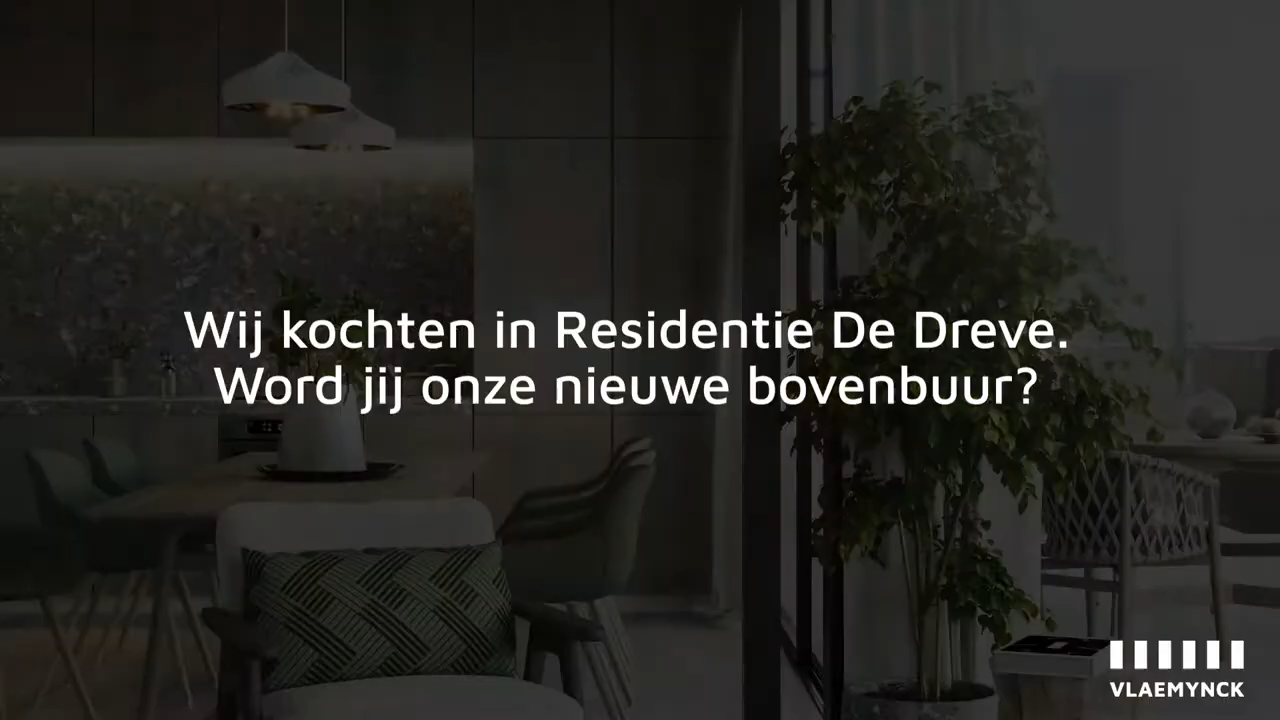 Wij kochten in Residentie De Dreve.
Word jij onze nieuwe bovenbuur?
VLAEMYNCK